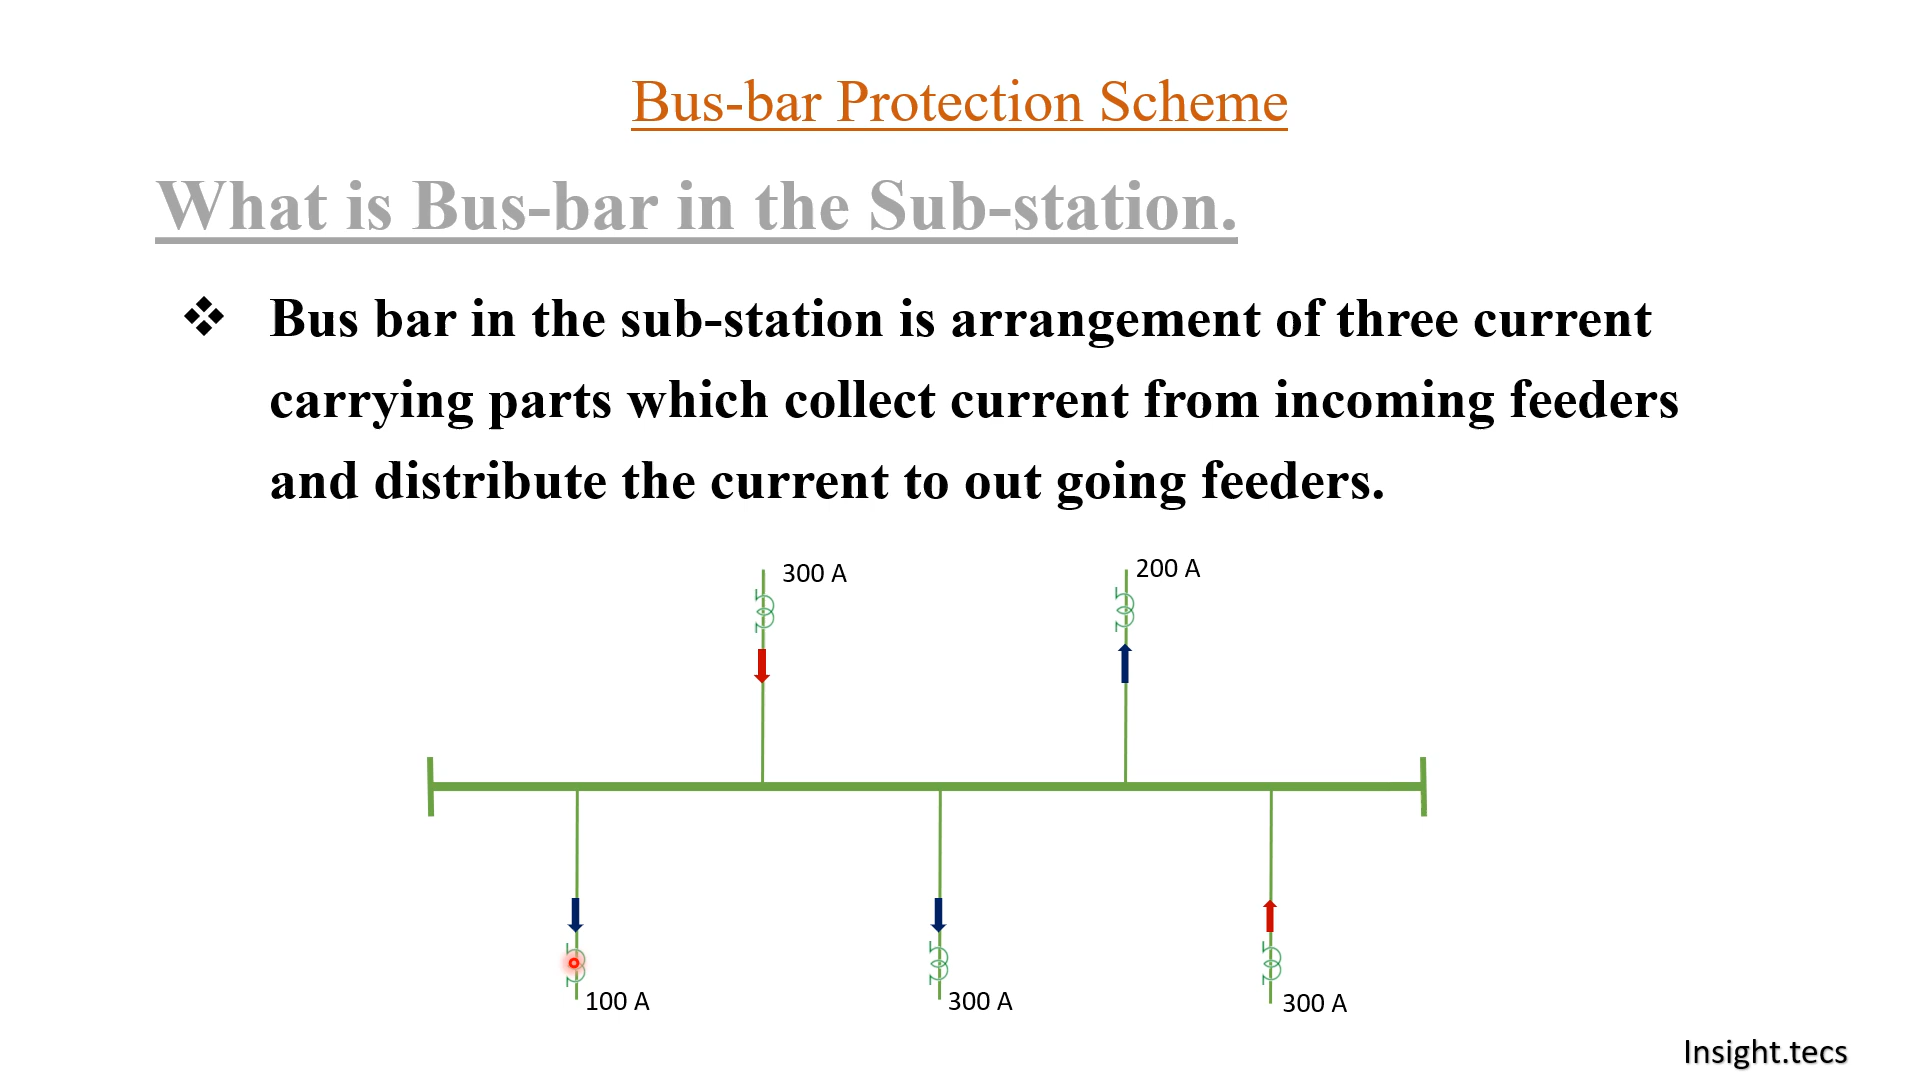 Bus-bar Protection Scheme
What is Bus-bar in the Sub-station.
❖ Bus bar in the sub-station is arrangement of three current
carrying parts which collect current from incoming feeders
and distribute the current to out going feeders.
300 A
200 A
100 A
300 A
300 A
Insight.tecs